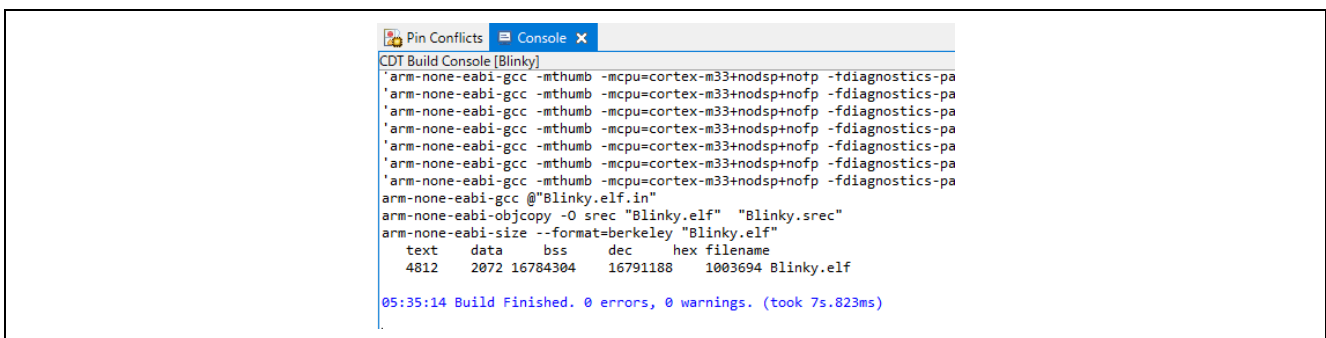 Pin Conflicts Console
CDT Build Console [Blinky]
'arm-none-eabi-gcc -mthumb -mcpu=cortex-m33+nodsp+nofp -fdiagnostics-pa
'arm-none-eabi-gcc -mthumb -mcpu=cortex-m33+nodsp+nofp -fdiagnostics-pa
'arm-none-eabi-gcc -mthumb -mcpu=cortex-m33+nodsp+nofp -fdiagnostics-pa
'arm-none-eabi-gcc -mthumb -mcpu=cortex-m33+nodsp+nofp -fdiagnostics-pa
'arm-none-eabi-gcc -mthumb -mcpu=cortex-m33+nodsp+nofp -fdiagnostics-pa
'arm-none-eabi-gcc -mthumb -mcpu=cortex-m33+nodsp+nofp -fdiagnostics-pa
'arm-none-eabi-gcc -mthumb -mcpu=cortex-m33+nodsp+nofp -fdiagnostics-pa
arm-none-eabi-gcc @"Blinky.elf.in"
arm-none-eabi-objcopy -O srec "Blinky.elf"  "Blinky.srec"
arm-none-eabi-size --format=berkeley "Blinky.elf"
   text    data     bss     dec     hex filename
   4812    2072 16784304    16791188    1003694 Blinky.elf
05:35:14 Build Finished. 0 errors, 0 warnings. (took 7s.823ms)